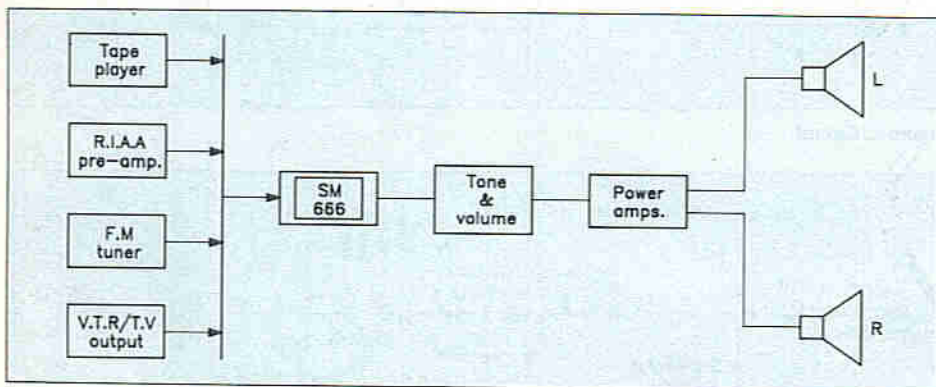 Tape
player
R.I.A.A
pre-amp.
F.M
tuner
V.T.R/T.V
output
SM
666
Tone
&
volume
Power
amps.
L
R